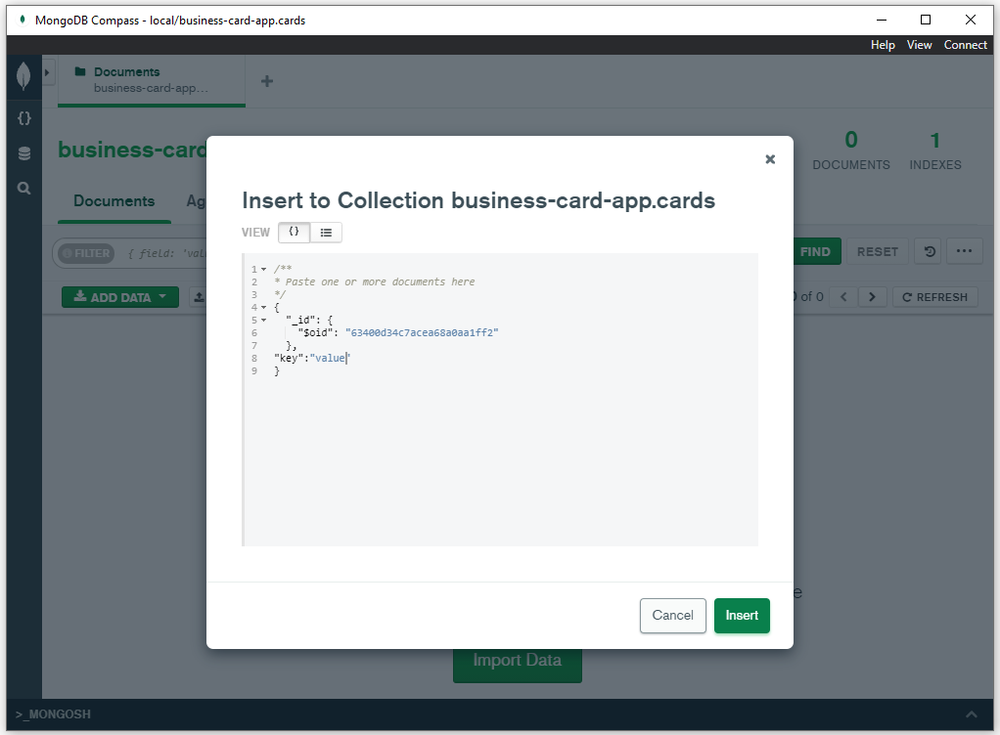 MongoDB Compass - local/business-card-app.cards
Help View Connect
Documents
business-card-app...
business-card
0
DOCUMENTS
1
INDEXES
Documents Ag
FILTER { field: 'val
FIND RESET
ADD DATA
of 0 REFRESH
Insert to Collection business-card-app.cards
VIEW {}
1 /**
2 * Paste one or more documents here
3 */
4 {
5 "_id": {
6 "$oid": "63400d34c7acea68a0aa1ff2"
7 },
8 "key":"value"
9 }
e
Cancel Insert
Import Data
>_MONGOSH